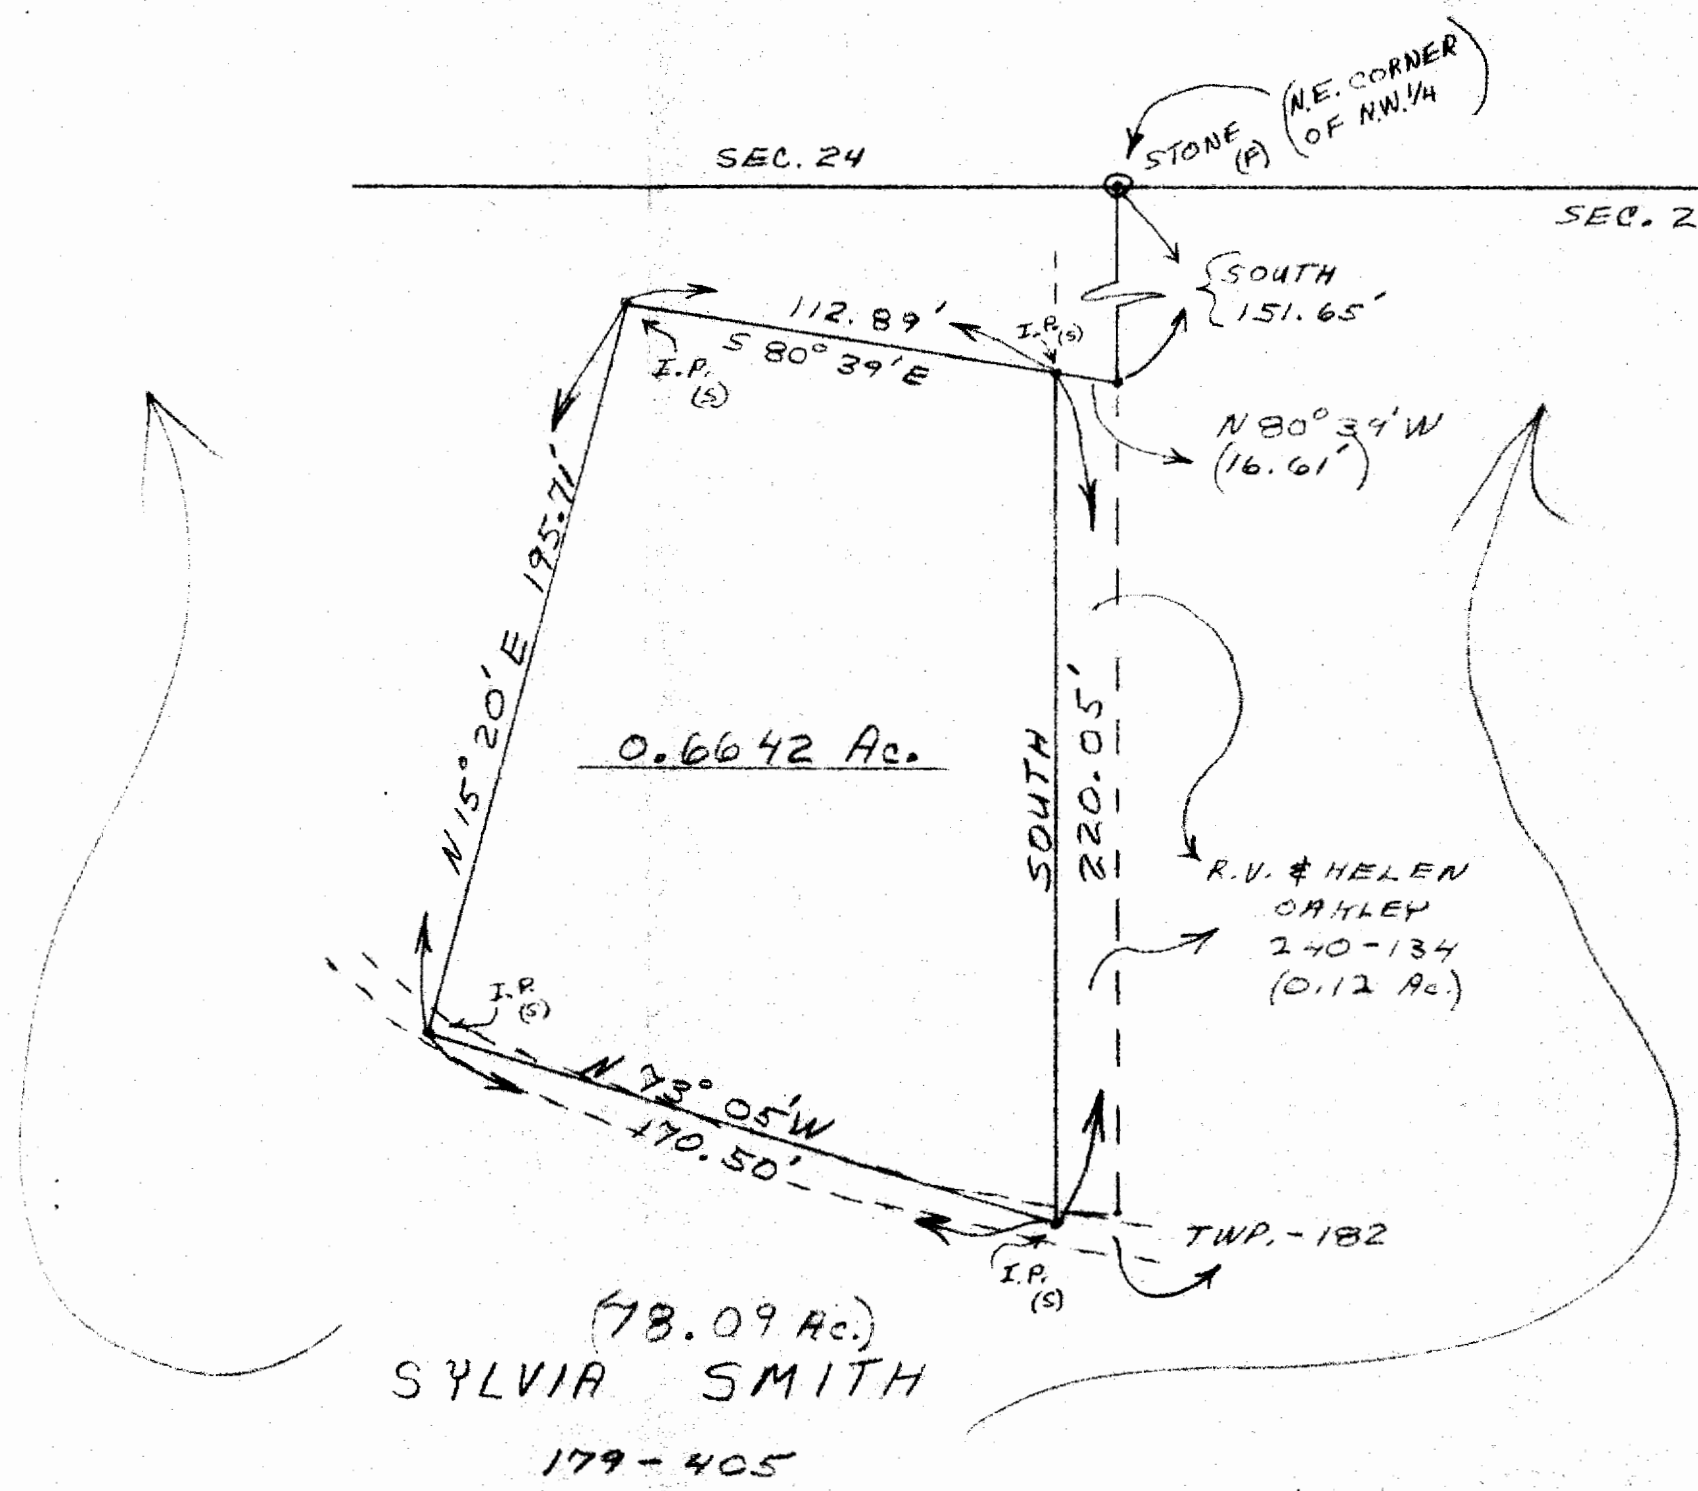 (N.E. CORNER
OF N.W. 1/4)
STONE (F)
SEC. 24
SEC. 2
{SOUTH
151.65'
112.89'
S 80° 39' E
I.P. (S)
I.P. (S)
N 80° 39' W
(16.61')
N 15° 20' E 195.71'
0.6642 Ac.
SOUTH
220.05'
R.V. & HELEN
OAKLEY
240-134
(0.12 Ac.)
I.P. (S)
N 73° 05' W
170.50'
TWP. - 182
I.P. (S)
(78.09 Ac.)
SYLVIA SMITH
179-405